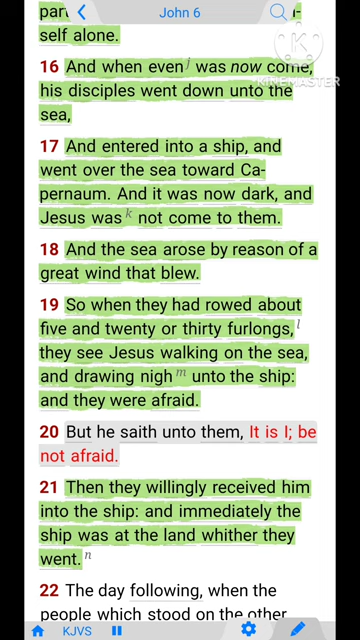 John 6
self alone.
16 And when even j was now come,
his disciples went down unto the
sea,
17 And entered into a ship, and
went over the sea toward Ca-
pernaum. And it was now dark, and
Jesus was k not come to them.
18 And the sea arose by reason of a
great wind that blew.
19 So when they had rowed about
five and twenty or thirty furlongs, l
they see Jesus walking on the sea,
and drawing nigh m unto the ship:
and they were afraid.
20 But he saith unto them, It is I; be
not afraid.
21 Then they willingly received him
into the ship: and immediately the
ship was at the land whither they
went. n
22 The day following, when the
people which stood on the other
KJVS
K
KINEMASTER